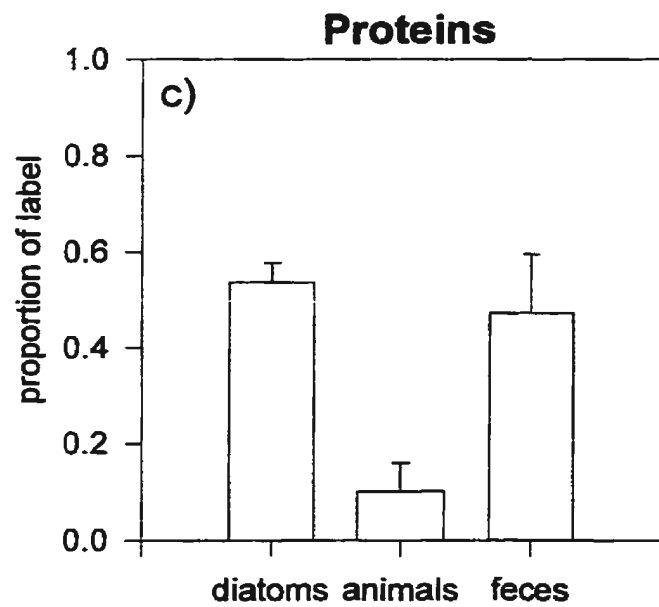 Proteins
c)
proportion of label
1.0
0.8
0.6
0.4
0.2
0.0
diatoms animals feces